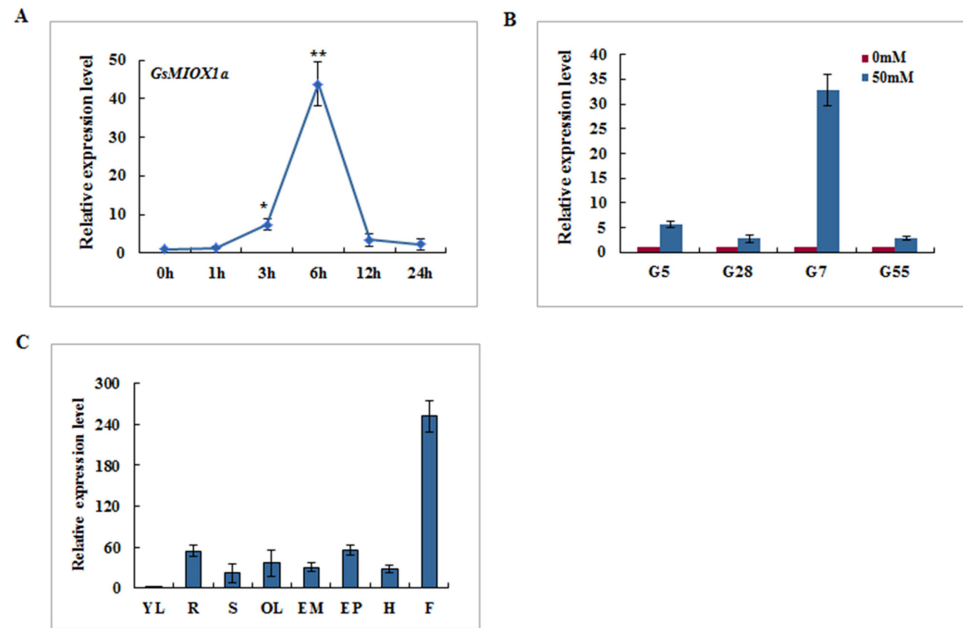 A
Relative expression level
50
40
30
20
10
0
GsMIOX1a
*
**
0h 1h 3h 6h 12h 24h
B
Relative expression level
40
35
30
25
20
15
10
5
0
0mM
50mM
G5 G28 G7 G55
C
Relative expression level
300
240
180
120
60
0
YL R S OL EM EP H F